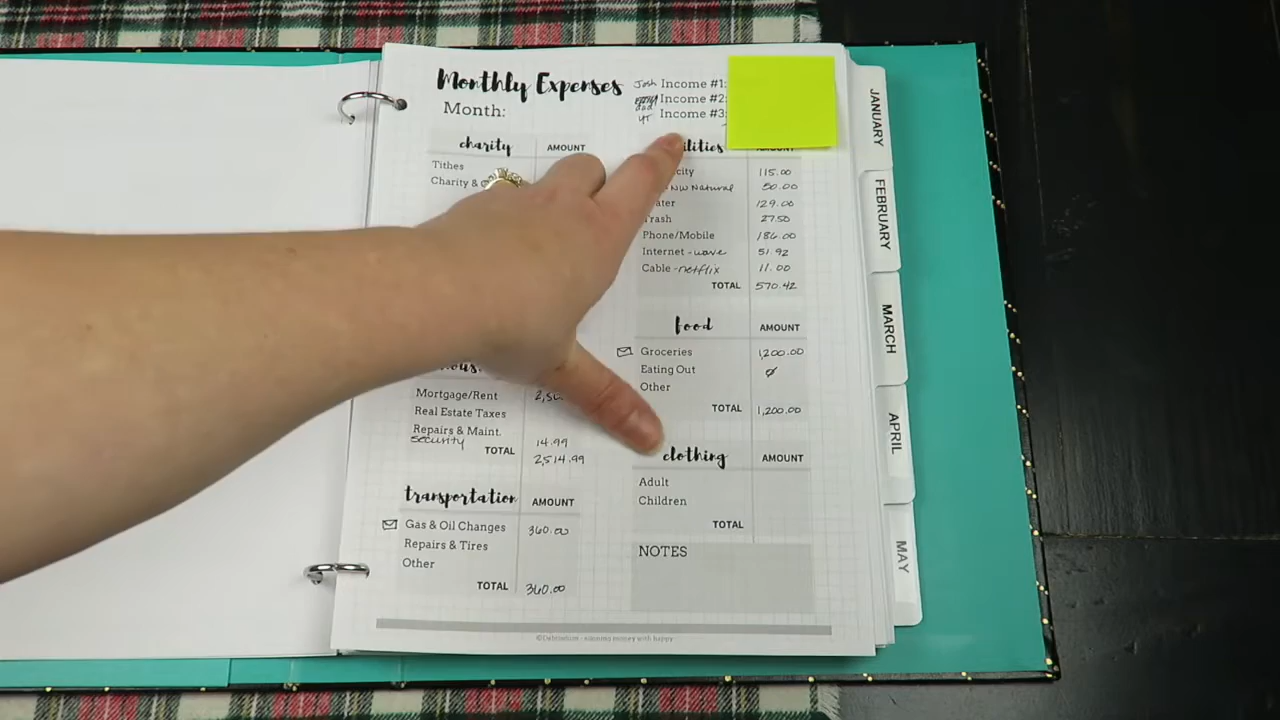 Monthly Expenses
Month:
Josh Income #1:
Income #2:
yt Income #3:
charity AMOUNT
Tithes
Charity &
Mortgage/Rent
Real Estate Taxes
Repairs & Maint.
security 14.99
TOTAL 2,514.99
transportation AMOUNT
Gas & Oil Changes 360.00
Repairs & Tires
Other
TOTAL 360.00
AMOUNT
115.00
NW Natural 50.00
129.00
Trash 27.50
Phone/Mobile 186.00
Internet - wave 51.92
Cable - netflix 11.00
TOTAL 570.42
food AMOUNT
Groceries 1,200.00
Eating Out ∅
Other
TOTAL 1,200.00
clothing AMOUNT
Adult
Children
TOTAL
NOTES
JANUARY
FEBRUARY
MARCH
APRIL
MAY